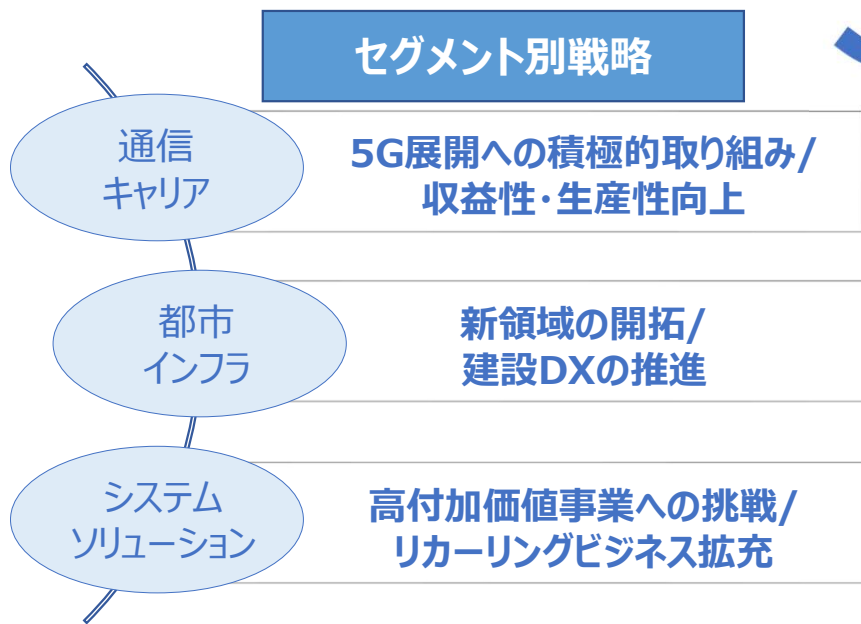 セグメント別戦略
通信
キャリア
5G展開への積極的取り組み/
収益性・生産性向上
都市
インフラ
新領域の開拓/
建設DXの推進
システム
ソリューション
高付加価値事業への挑戦/
リカーリングビジネス拡充